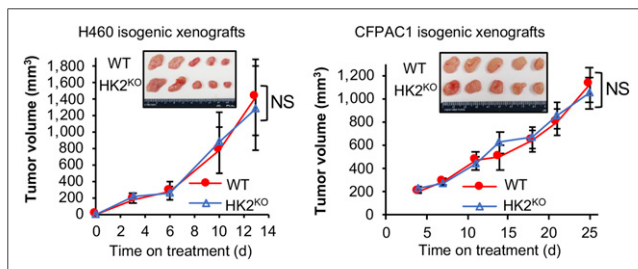 H460 isogenic xenografts
Tumor volume (mm³)
1,800
1,600
1,400
1,200
1,000
800
600
400
200
0
WT
HK2ᴷᴼ
NS
WT
HK2ᴷᴼ
0 2 4 6 8 10 12 14
Time on treatment (d)
CFPAC1 isogenic xenografts
Tumor volume (mm³)
1,200
1,000
800
600
400
200
0
WT
HK2ᴷᴼ
NS
WT
HK2ᴷᴼ
0 5 10 15 20 25
Time on treatment (d)